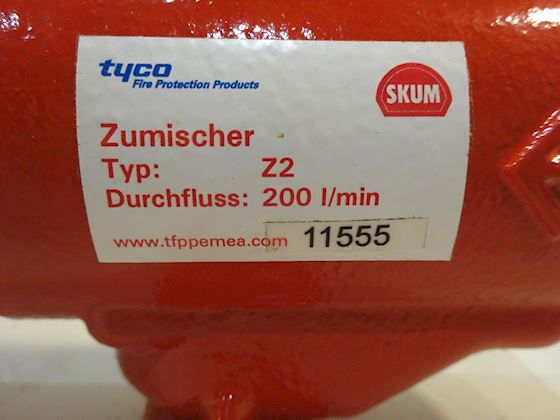 tyco
Fire Protection Products
SKUM
Zumischer
Typ: Z2
Durchfluss: 200 l/min
www.tfppemea.com 11555